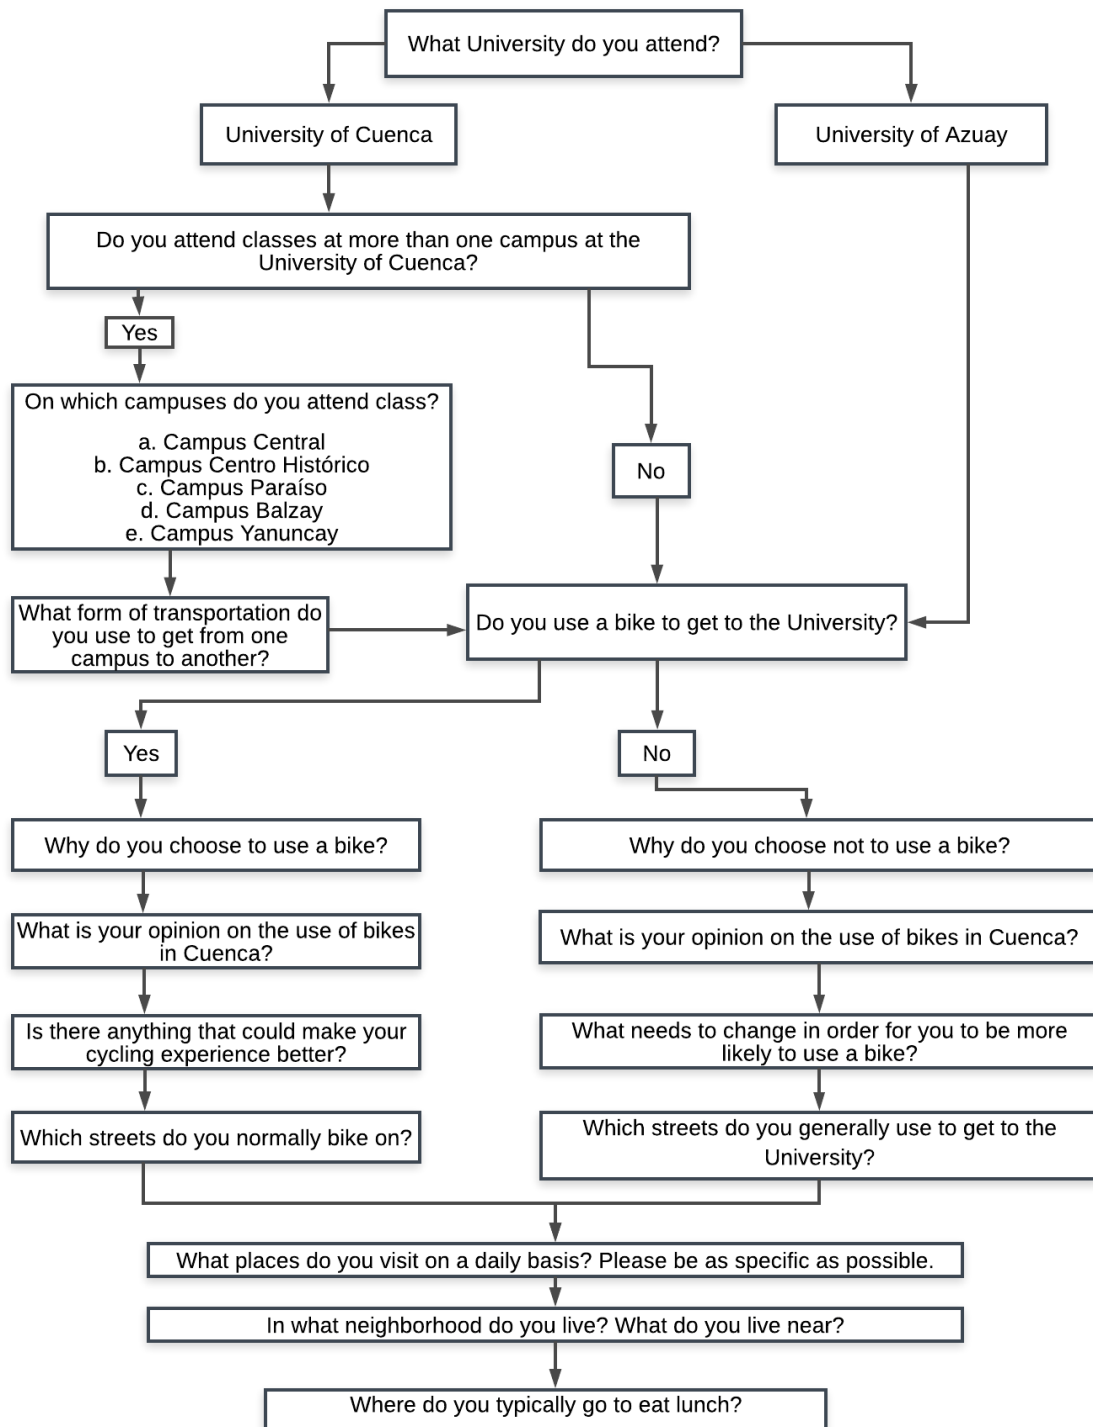 What University do you attend?
University of Cuenca
University of Azuay
Do you attend classes at more than one campus at the
University of Cuenca?
Yes
On which campuses do you attend class?
a. Campus Central
b. Campus Centro Histórico
c. Campus Paraíso
d. Campus Balzay
e. Campus Yanuncay
No
What form of transportation do
you use to get from one
campus to another?
Do you use a bike to get to the University?
Yes
No
Why do you choose to use a bike?
What is your opinion on the use of bikes
in Cuenca?
Is there anything that could make your
cycling experience better?
Which streets do you normally bike on?
Why do you choose not to use a bike?
What is your opinion on the use of bikes in Cuenca?
What needs to change in order for you to be more
likely to use a bike?
Which streets do you generally use to get to the
University?
What places do you visit on a daily basis? Please be as specific as possible.
In what neighborhood do you live? What do you live near?
Where do you typically go to eat lunch?